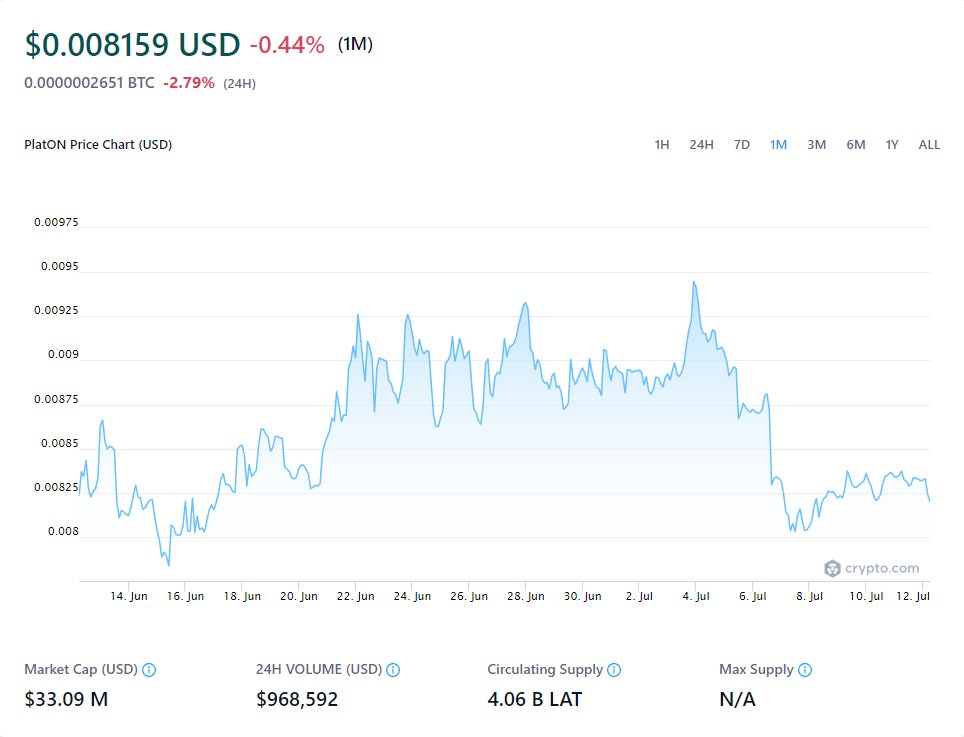 $0.008159 USD -0.44% (1M)
0.0000002651 BTC -2.79% (24H)
PlatON Price Chart (USD) 1H 24H 7D 1M 3M 6M 1Y ALL
0.00975
0.0095
0.00925
0.009
0.00875
0.0085
0.00825
0.008
crypto.com
14. Jun 16. Jun 18. Jun 20. Jun 22. Jun 24. Jun 26. Jun 28. Jun 30. Jun 2. Jul 4. Jul 6. Jul 8. Jul 10. Jul 12. Jul
Market Cap (USD) 24H VOLUME (USD) Circulating Supply Max Supply
$33.09 M $968,592 4.06 B LAT N/A